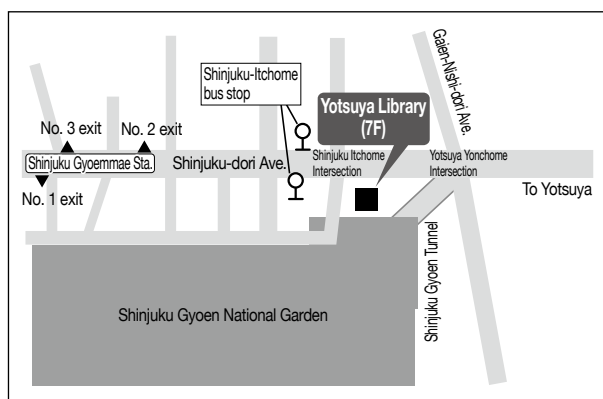 Gaien-Nishi-dori Ave.
Shinjuku-Itchome
bus stop
Yotsuya Library
(7F)
No. 3 exit
No. 2 exit
Shinjuku Gyoemmae Sta.
Shinjuku-dori Ave.
Shinjuku Itchome
Intersection
Yotsuya Yonchome
Intersection
To Yotsuya
No. 1 exit
Shinjuku Gyoen Tunnel
Shinjuku Gyoen National Garden